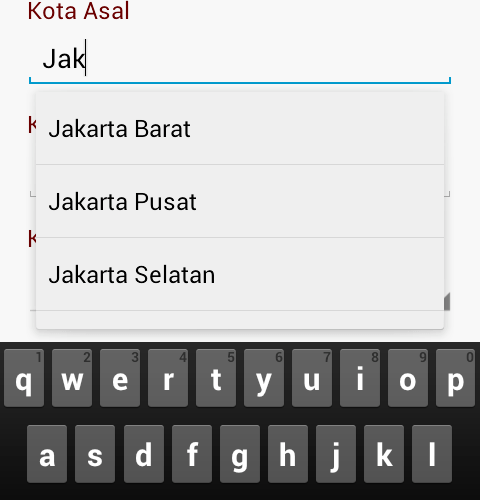 Kota Asal
Jak
Jakarta Barat
Jakarta Pusat
Jakarta Selatan
1 2 3 4 5 6 7 8 9 0
q w e r t y u i o p
a s d f g h j k l